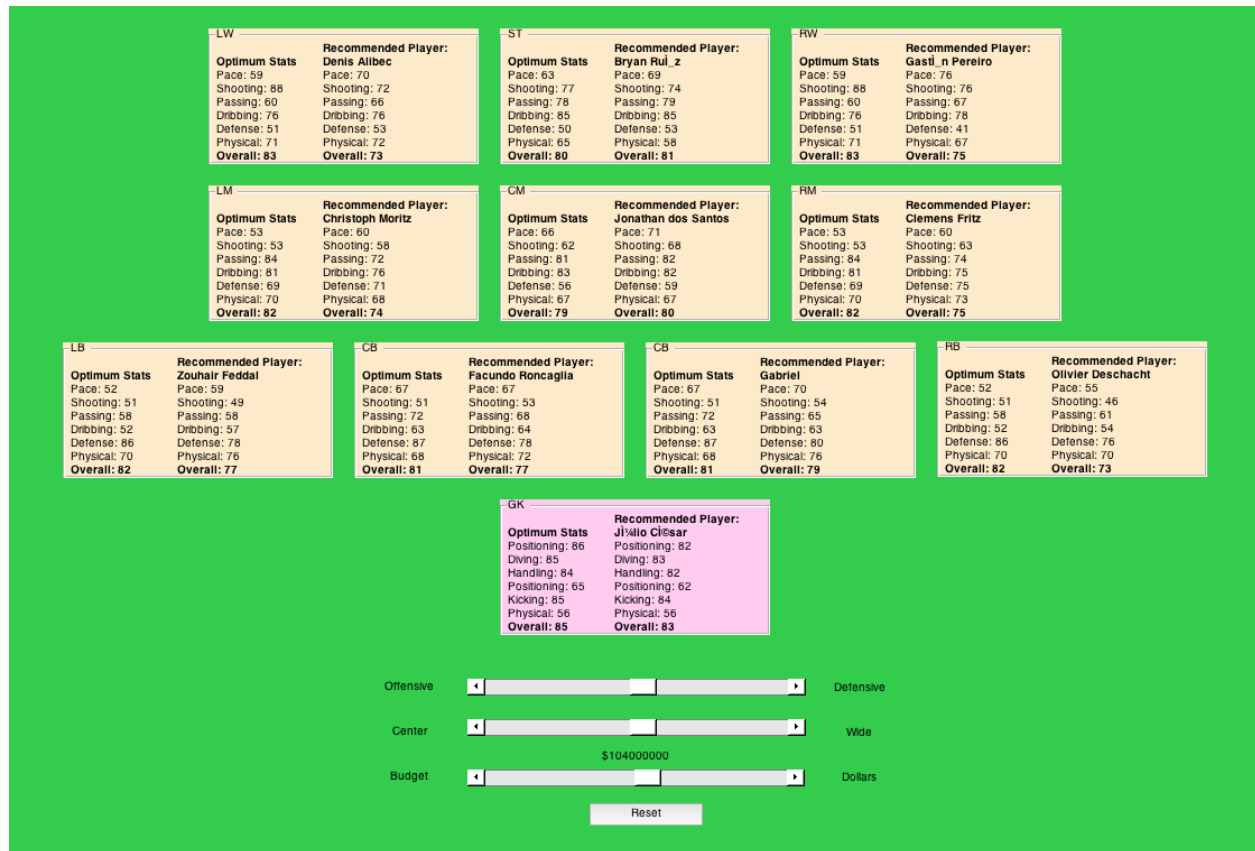 LW
Recommended Player:
Optimum Stats Denis Alibec
Pace: 59 Pace: 70
Shooting: 88 Shooting: 72
Passing: 60 Passing: 66
Dribbing: 76 Dribbing: 76
Defense: 51 Defense: 53
Physical: 71 Physical: 72
Overall: 83 Overall: 73
ST
Recommended Player:
Optimum Stats Bryan RuÌ_z
Pace: 63 Pace: 69
Shooting: 77 Shooting: 74
Passing: 78 Passing: 79
Dribbing: 85 Dribbing: 85
Defense: 50 Defense: 53
Physical: 65 Physical: 58
Overall: 80 Overall: 81
RW
Recommended Player:
Optimum Stats GastÌ_n Pereiro
Pace: 59 Pace: 76
Shooting: 88 Shooting: 76
Passing: 60 Passing: 67
Dribbing: 76 Dribbing: 78
Defense: 51 Defense: 41
Physical: 71 Physical: 67
Overall: 83 Overall: 75
LM
Recommended Player:
Optimum Stats Christoph Moritz
Pace: 53 Pace: 60
Shooting: 53 Shooting: 58
Passing: 84 Passing: 72
Dribbing: 81 Dribbing: 76
Defense: 69 Defense: 71
Physical: 70 Physical: 68
Overall: 82 Overall: 74
CM
Recommended Player:
Optimum Stats Jonathan dos Santos
Pace: 66 Pace: 71
Shooting: 62 Shooting: 68
Passing: 81 Passing: 82
Dribbing: 83 Dribbing: 82
Defense: 56 Defense: 59
Physical: 67 Physical: 67
Overall: 79 Overall: 80
RM
Recommended Player:
Optimum Stats Clemens Fritz
Pace: 53 Pace: 60
Shooting: 53 Shooting: 63
Passing: 84 Passing: 74
Dribbing: 81 Dribbing: 75
Defense: 69 Defense: 75
Physical: 70 Physical: 73
Overall: 82 Overall: 75
LB
Recommended Player:
Optimum Stats Zouhair Feddal
Pace: 52 Pace: 59
Shooting: 51 Shooting: 49
Passing: 58 Passing: 58
Dribbing: 52 Dribbing: 57
Defense: 86 Defense: 78
Physical: 70 Physical: 76
Overall: 82 Overall: 77
CB
Recommended Player:
Optimum Stats Facundo Roncaglia
Pace: 67 Pace: 67
Shooting: 51 Shooting: 53
Passing: 72 Passing: 68
Dribbing: 63 Dribbing: 64
Defense: 87 Defense: 78
Physical: 68 Physical: 72
Overall: 81 Overall: 77
CB
Recommended Player:
Optimum Stats Gabriel
Pace: 67 Pace: 70
Shooting: 51 Shooting: 54
Passing: 72 Passing: 65
Dribbing: 63 Dribbing: 63
Defense: 87 Defense: 80
Physical: 68 Physical: 76
Overall: 81 Overall: 79
RB
Recommended Player:
Optimum Stats Olivier Deschacht
Pace: 52 Pace: 55
Shooting: 51 Shooting: 46
Passing: 58 Passing: 61
Dribbing: 52 Dribbing: 54
Defense: 86 Defense: 76
Physical: 70 Physical: 70
Overall: 82 Overall: 73
GK
Recommended Player:
Optimum Stats JÌ¼lio CÌ©sar
Positioning: 86 Positioning: 82
Diving: 85 Diving: 83
Handling: 84 Handling: 82
Positioning: 65 Positioning: 62
Kicking: 85 Kicking: 84
Physical: 56 Physical: 56
Overall: 85 Overall: 83
Offensive Defensive
Center Wide
$104000000
Budget Dollars
Reset